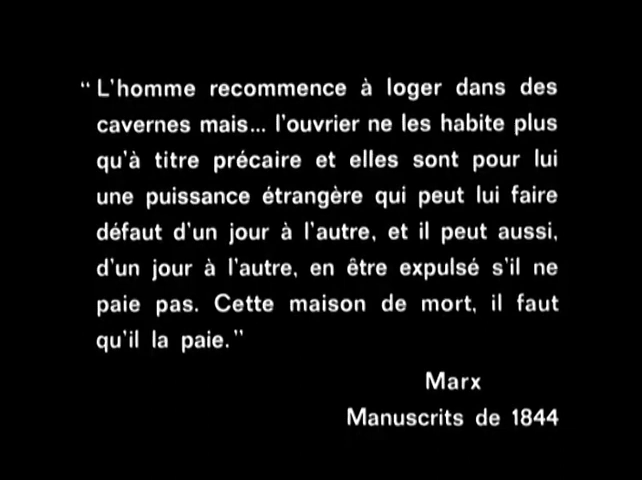 “ L'homme recommence à loger dans des
cavernes mais... l'ouvrier ne les habite plus
qu'à titre précaire et elles sont pour lui
une puissance étrangère qui peut lui faire
défaut d'un jour à l'autre, et il peut aussi,
d'un jour à l'autre, en être expulsé s'il ne
paie pas. Cette maison de mort, il faut
qu'il la paie.”
Marx
Manuscrits de 1844